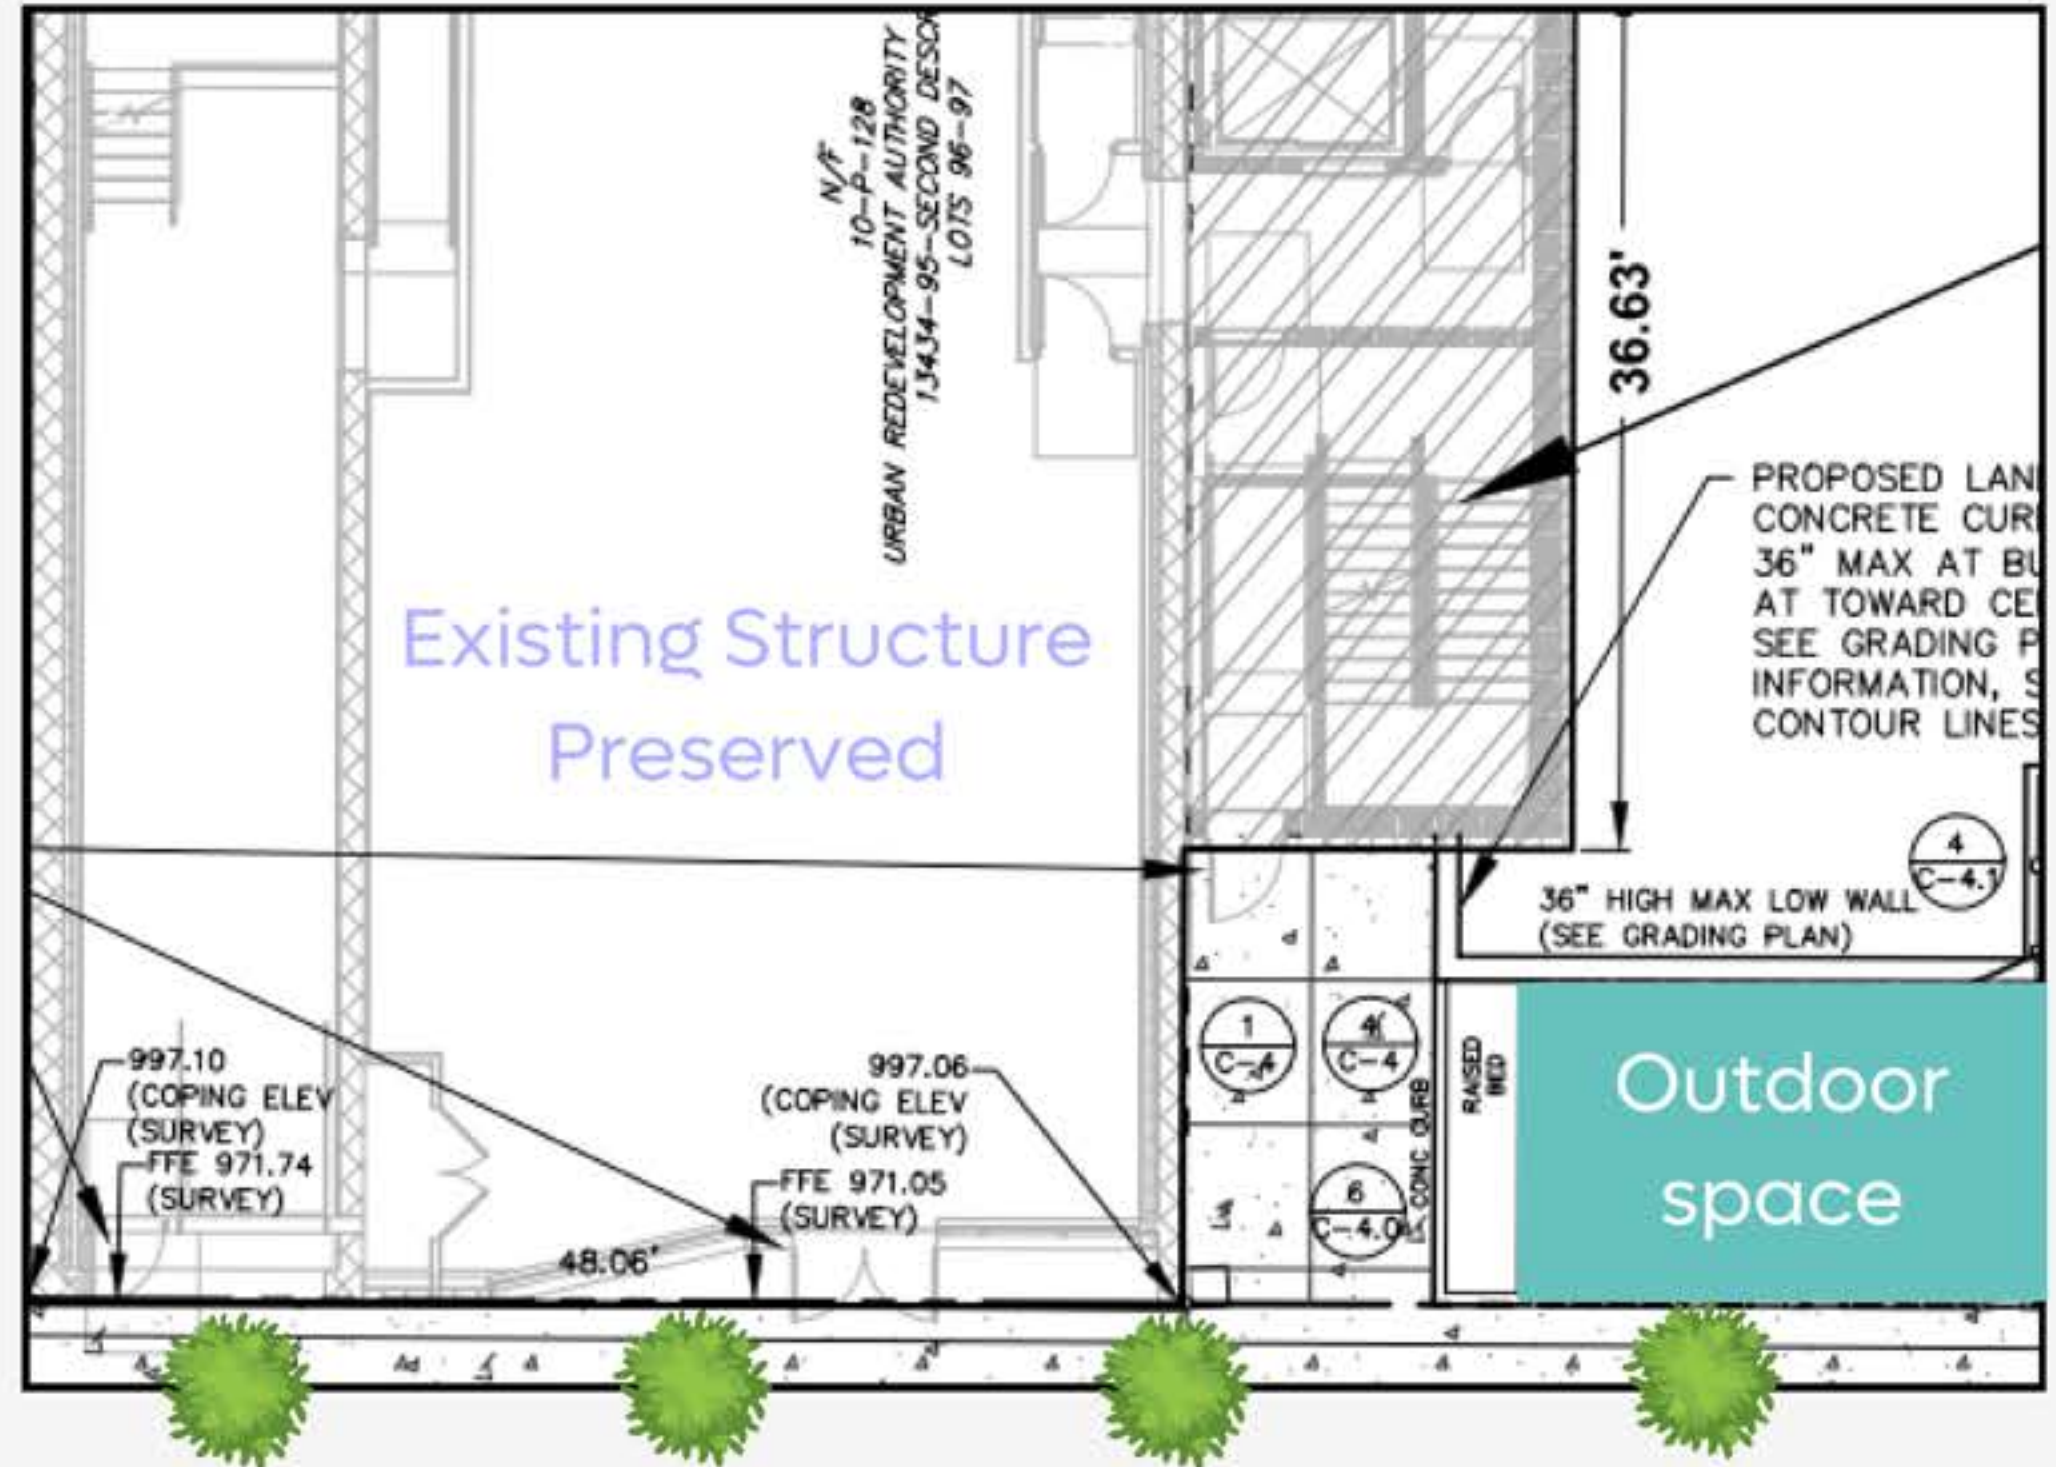 N/F
10-P-128
URBAN REDEVELOPMENT AUTHORITY
13434-95-SECOND
LOTS 96-97
36.63'
PROPOSED
CONCRETE
36" MAX AT
AT TOWARD
SEE GRADING
INFORMATION,
CONTOUR LINES
Existing Structure
Preserved
4
C-4.1
36" HIGH MAX LOW WALL
(SEE GRADING PLAN)
997.10
(COPING ELEV
(SURVEY)
FFE 971.74
(SURVEY)
997.06
(COPING ELEV
(SURVEY)
FFE 971.05
(SURVEY)
48.06'
1
C-4
4
C-4
6
C-4.0
CONC CURB
RAISED
BED
Outdoor
space